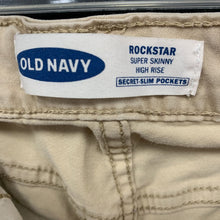 OLD NAVY
ROCKSTAR
SUPER SKINNY
HIGH RISE
SECRET-SLIM POCKETS